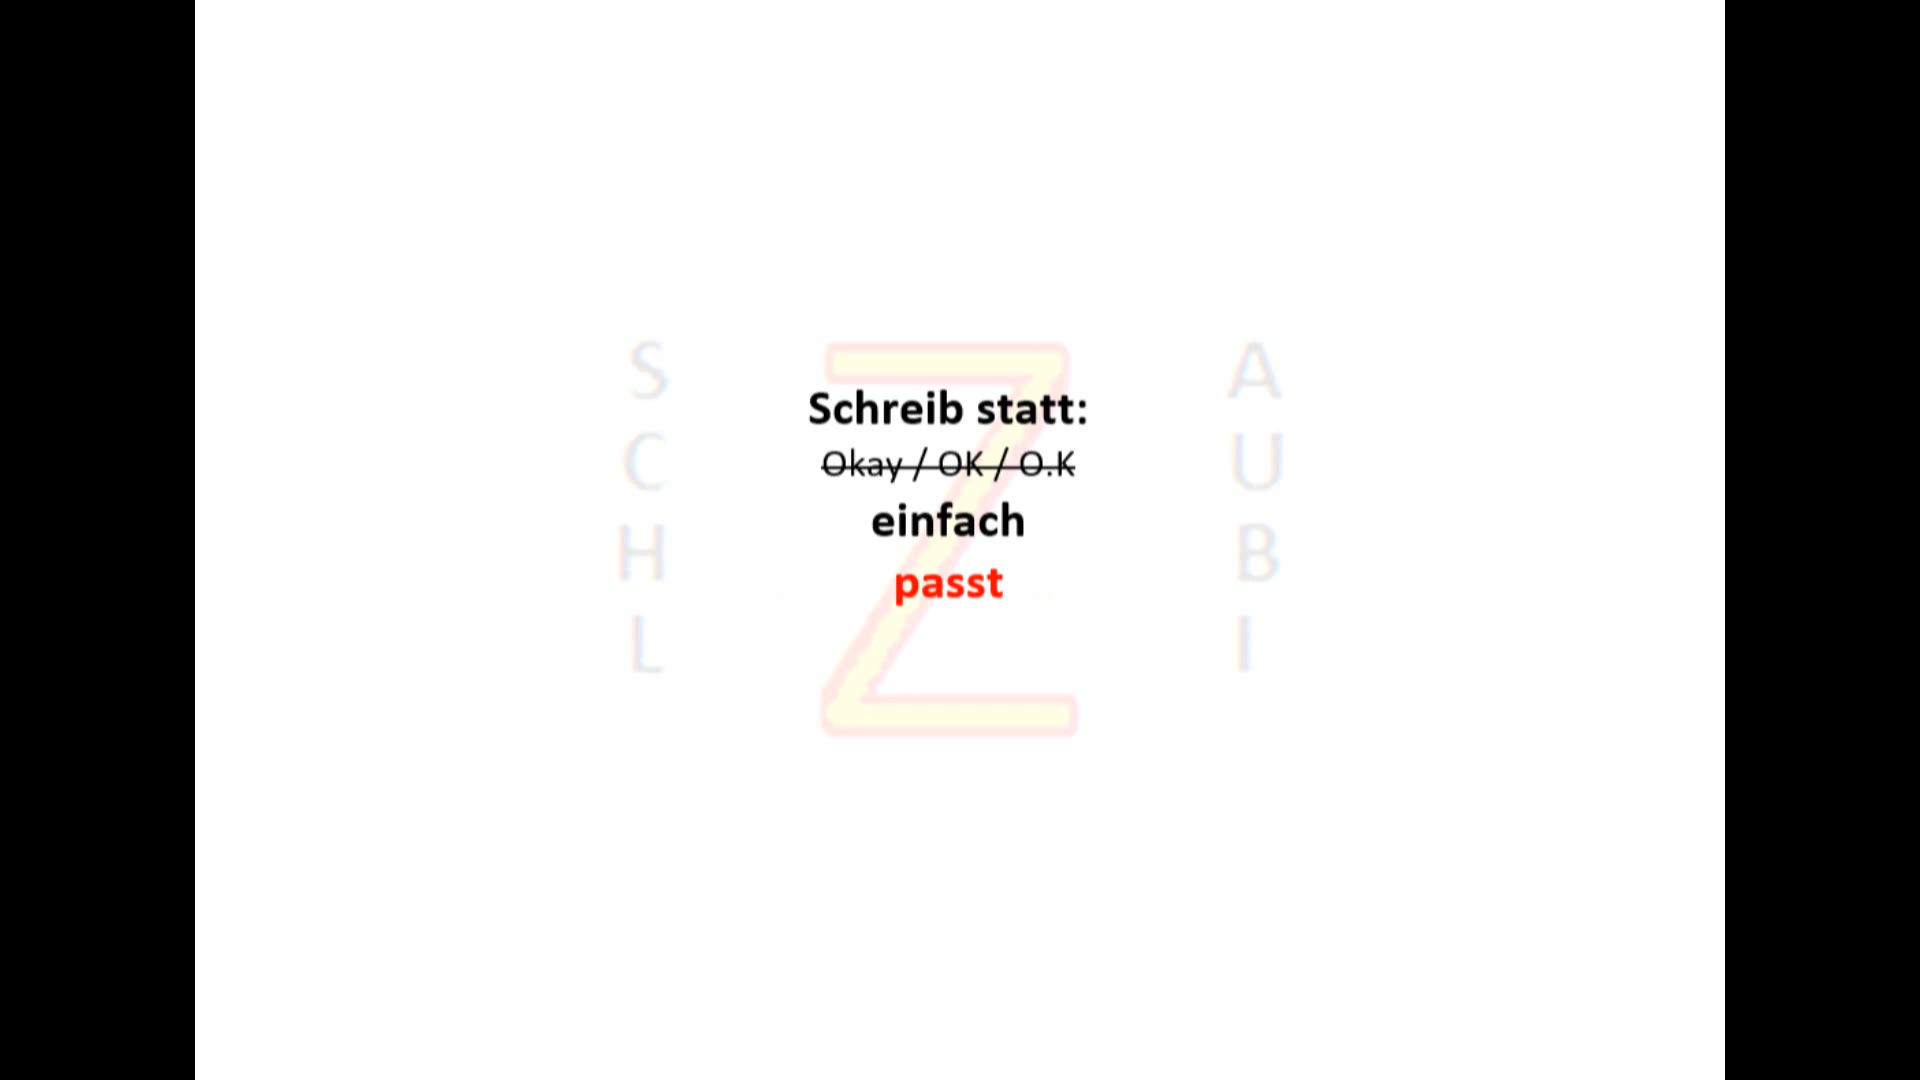 Schreib statt:
Okay / OK / O.K
einfach
passt
S
C
H
L
Z
A
U
B
I